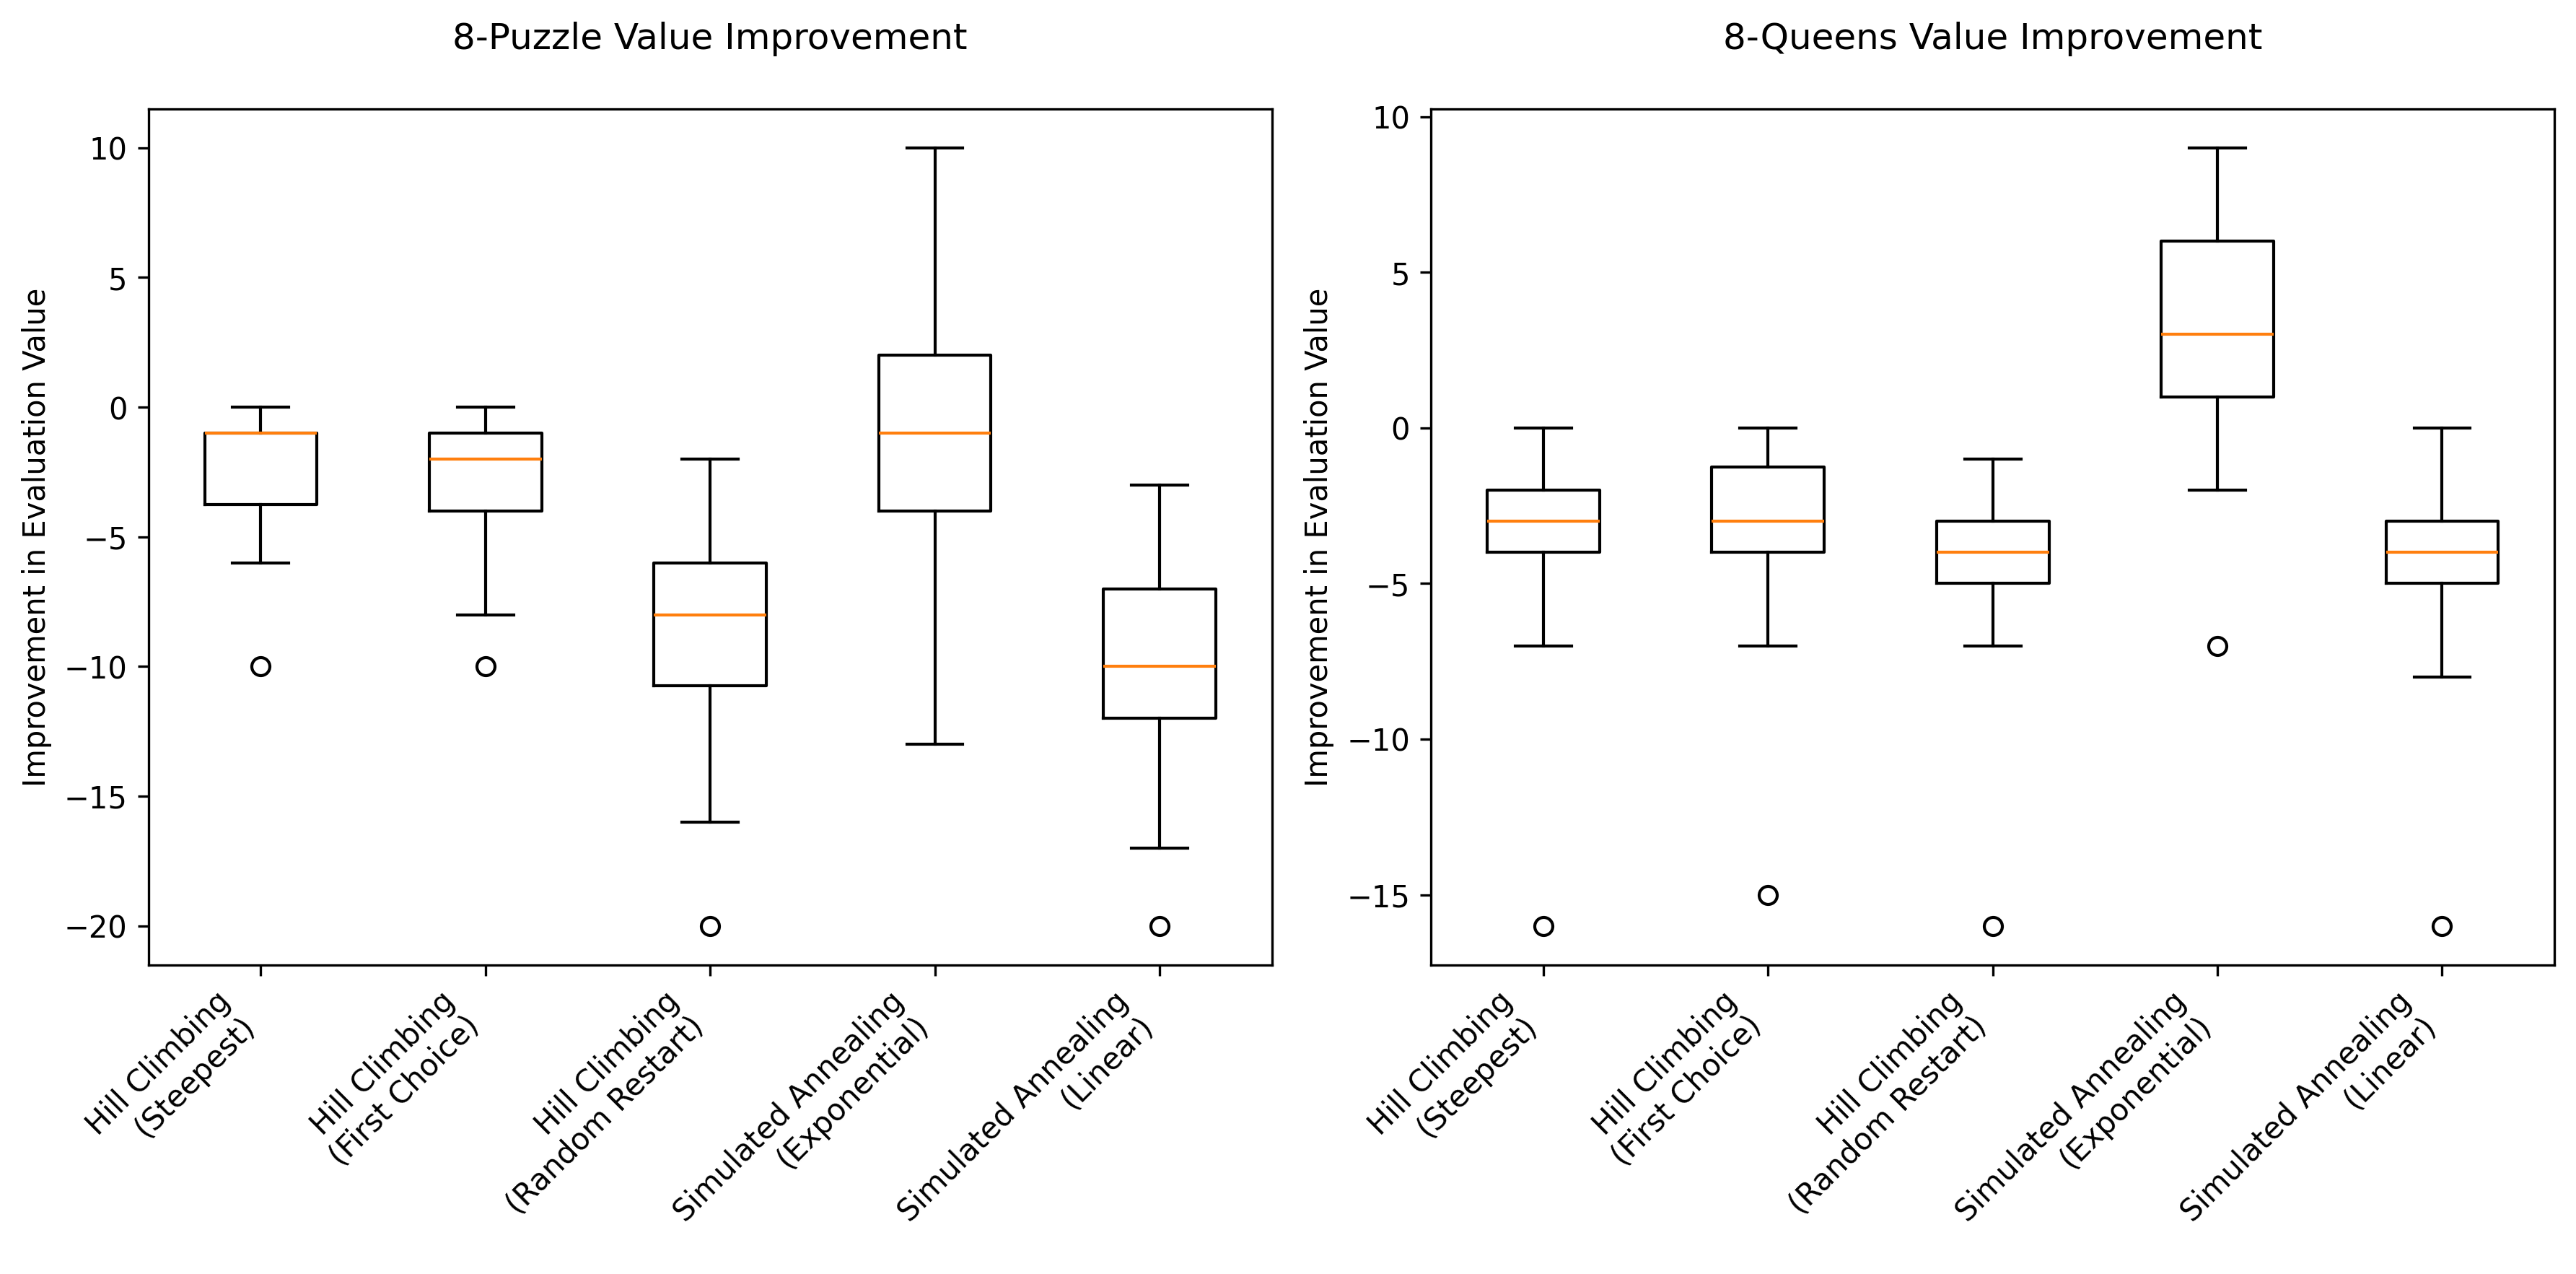 8-Puzzle Value Improvement
Improvement in Evaluation Value
10
5
0
−5
−10
−15
−20
Hill Climbing
(Steepest)
Hill Climbing
(First Choice)
Hill Climbing
(Random Restart)
Simulated Annealing
(Exponential)
Simulated Annealing
(Linear)
8-Queens Value Improvement
Improvement in Evaluation Value
10
5
0
−5
−10
−15
Hill Climbing
(Steepest)
Hill Climbing
(First Choice)
Hill Climbing
(Random Restart)
Simulated Annealing
(Exponential)
Simulated Annealing
(Linear)